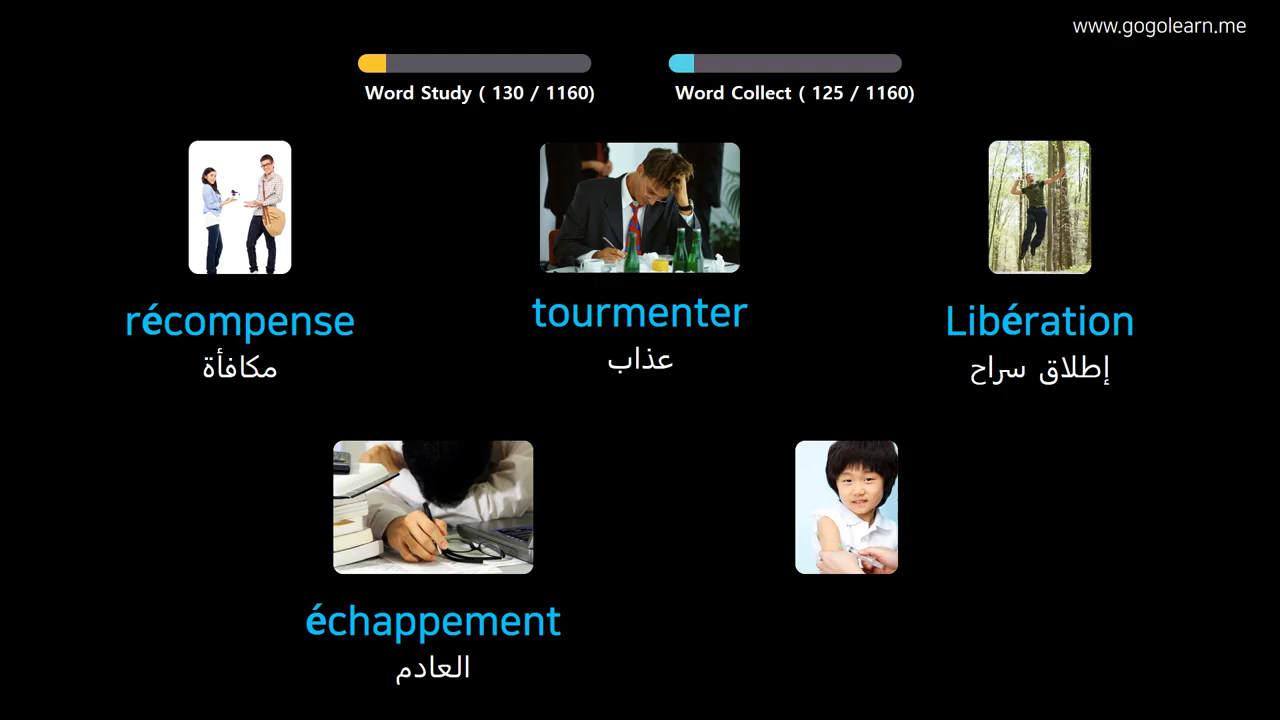 www.gogolearn.me
Word Study ( 130 / 1160)
Word Collect ( 125 / 1160)
récompense
مكافأة
tourmenter
عذاب
Libération
إطلاق سراح
échappement
العادم